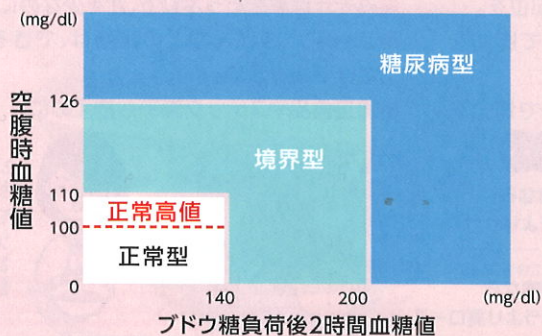 (mg/dl)
空腹時血糖値
126
110
100
0
糖尿病型
境界型
正常高値
正常型
140
200
(mg/dl)
ブドウ糖負荷後2時間血糖値